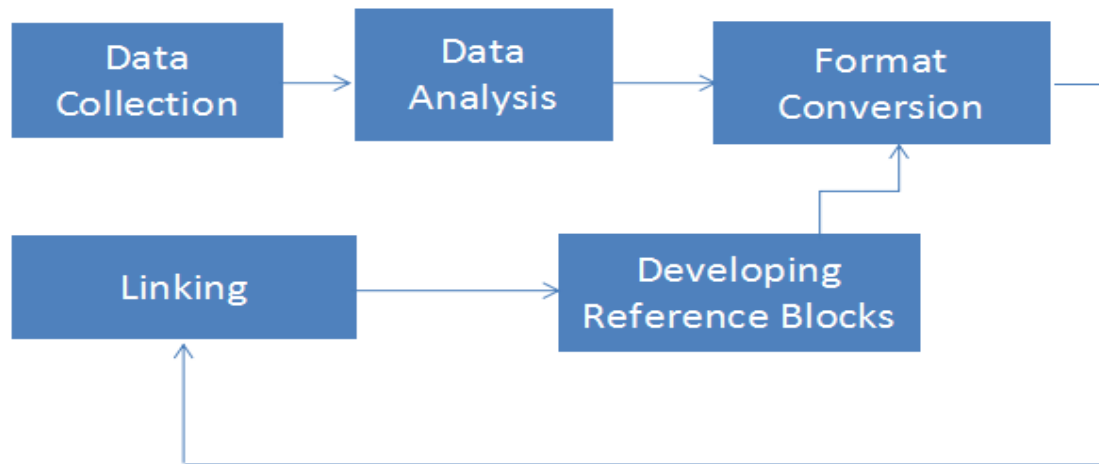 Data
Collection
Data
Analysis
Format
Conversion
Linking
Developing
Reference Blocks